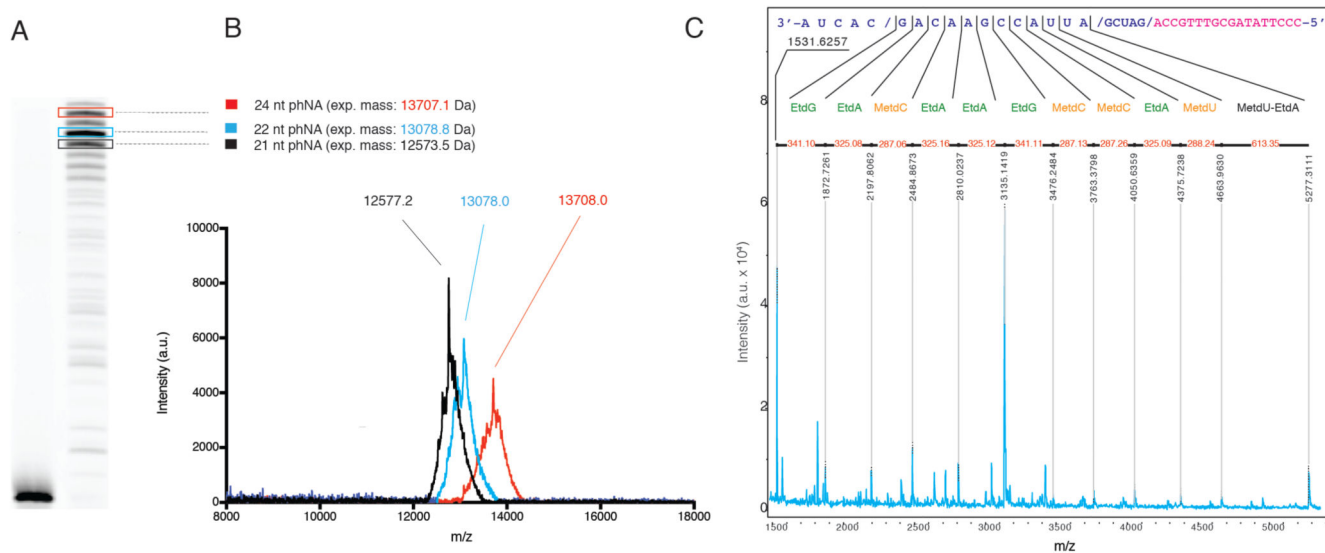 A
B
24 nt phNA (exp. mass: 13707.1 Da)
22 nt phNA (exp. mass: 13078.8 Da)
21 nt phNA (exp. mass: 12573.5 Da)
12577.2
13078.0
13708.0
10000
8000
6000
4000
2000
0
Intensity (a.u.)
8000
10000
12000
14000
16000
18000
m/z
C
3'-A U C A C / G A C A A G C C A U U A /GCUAG/ACCGTTTGCGATATTCCC-5'
1531.6257
EtdG
EtdA
MetdC
EtdA
EtdA
EtdG
MetdC
MetdC
EtdA
MetdU
MetdU-EtdA
341.10
325.08
287.06
325.16
325.12
341.11
287.13
287.26
325.09
288.24
613.35
1872.7261
2197.8062
2484.8673
2810.0237
3135.1419
3476.2484
3763.3798
4050.6359
4375.7238
4663.9630
5277.3111
8
6
4
2
0
Intensity (a.u. x 10⁴)
1500
2000
2500
3000
3500
4000
4500
5000
m/z